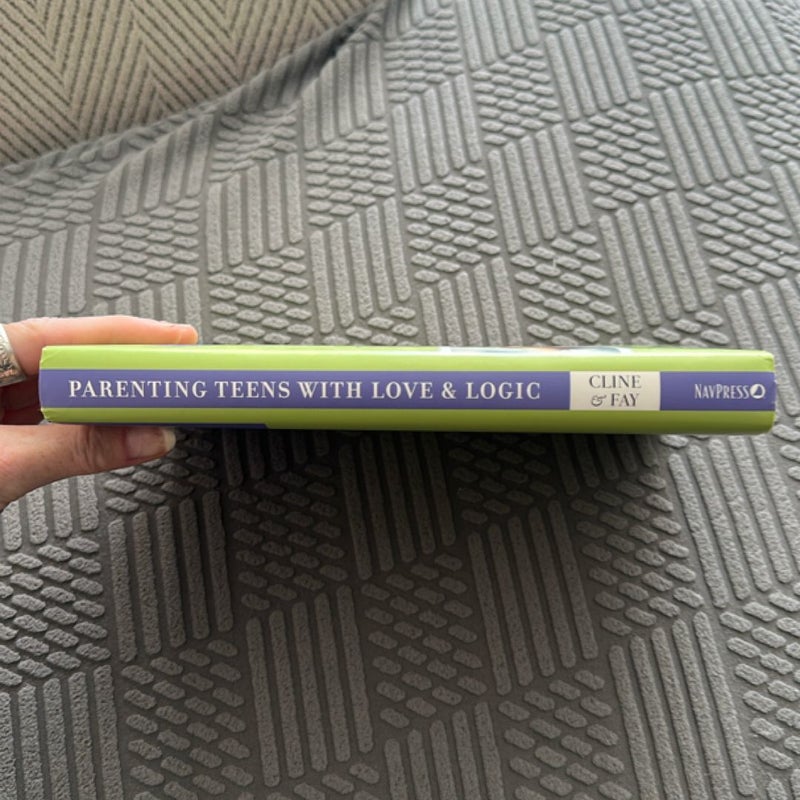 PARENTING TEENS WITH LOVE & LOGIC
CLINE
& FAY
NAVPRESS